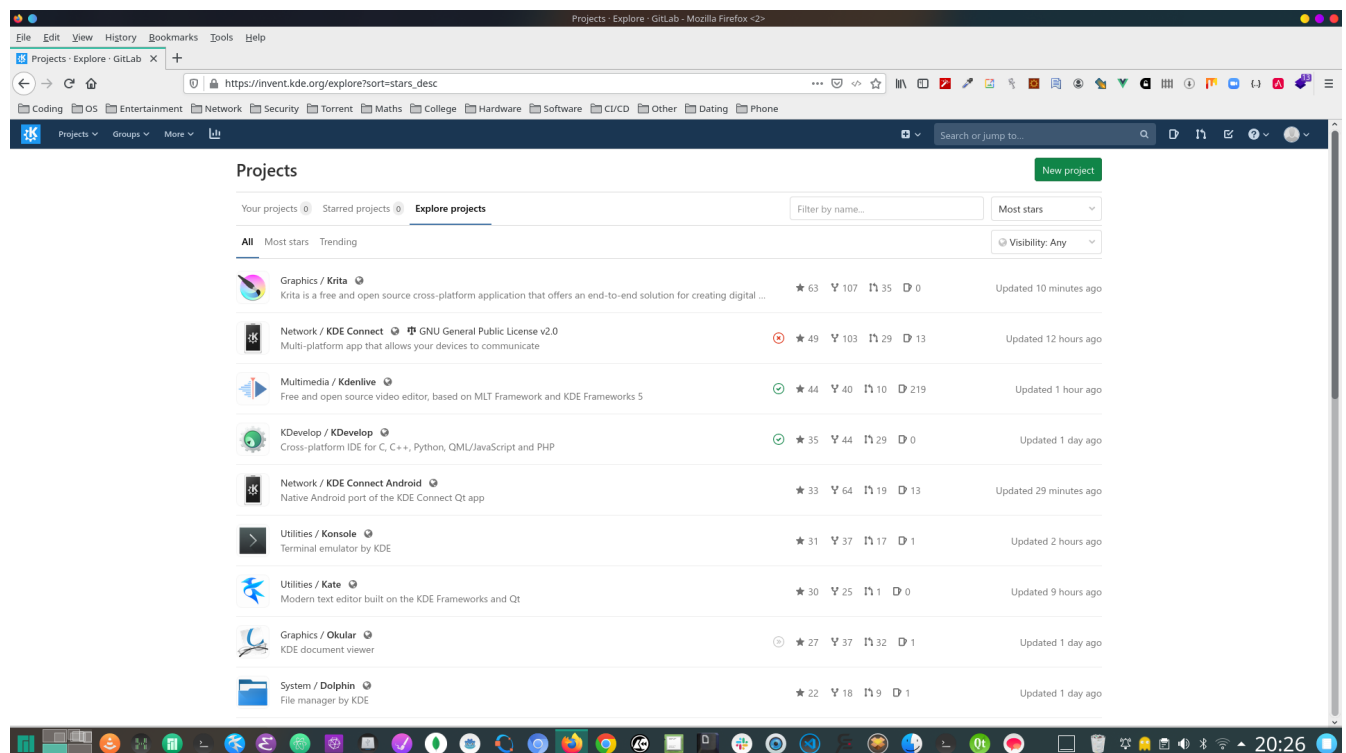 Projects · Explore · GitLab - Mozilla Firefox <2>
File Edit View History Bookmarks Tools Help
Projects · Explore · GitLab
https://invent.kde.org/explore?sort=stars_desc
13
Coding OS Entertainment Network Security Torrent Maths College Hardware Software CI/CD Other Dating Phone
Projects Groups More Search or jump to...
Projects New project
Your projects 0 Starred projects 0 Explore projects Filter by name... Most stars
All Most stars Trending Visibility: Any
Graphics / Krita
Krita is a free and open source cross-platform application that offers an end-to-end solution for creating digital ... 63 107 35 0 Updated 10 minutes ago
Network / KDE Connect GNU General Public License v2.0
Multi-platform app that allows your devices to communicate 49 103 29 13 Updated 12 hours ago
Multimedia / Kdenlive
Free and open source video editor, based on MLT Framework and KDE Frameworks 5 44 40 10 219 Updated 1 hour ago
KDevelop / KDevelop
Cross-platform IDE for C, C++, Python, QML/JavaScript and PHP 35 44 29 0 Updated 1 day ago
Network / KDE Connect Android
Native Android port of the KDE Connect Qt app 33 64 19 13 Updated 29 minutes ago
Utilities / Konsole
Terminal emulator by KDE 31 37 17 1 Updated 2 hours ago
Utilities / Kate
Modern text editor built on the KDE Frameworks and Qt 30 25 1 0 Updated 9 hours ago
Graphics / Okular
KDE document viewer 27 37 32 1 Updated 1 day ago
System / Dolphin
File manager by KDE 22 18 9 1 Updated 1 day ago
20:26